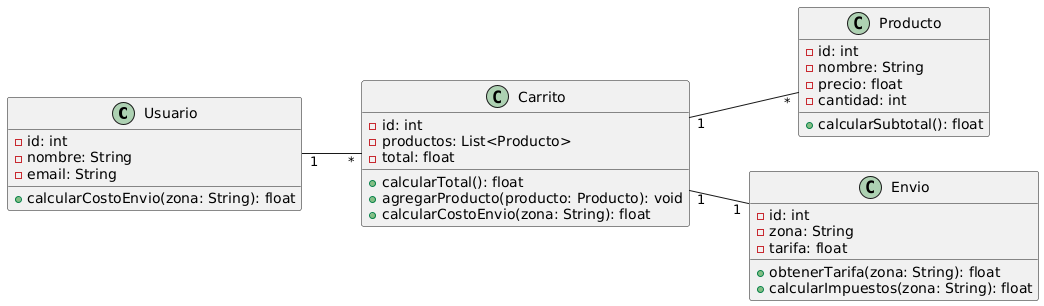 C Usuario
id: int
nombre: String
email: String
calcularCostoEnvio(zona: String): float
1
*
C Carrito
id: int
productos: List<Producto>
total: float
calcularTotal(): float
agregarProducto(producto: Producto): void
calcularCostoEnvio(zona: String): float
1
*
1
1
C Producto
id: int
nombre: String
precio: float
cantidad: int
calcularSubtotal(): float
C Envio
id: int
zona: String
tarifa: float
obtenerTarifa(zona: String): float
calcularImpuestos(zona: String): float